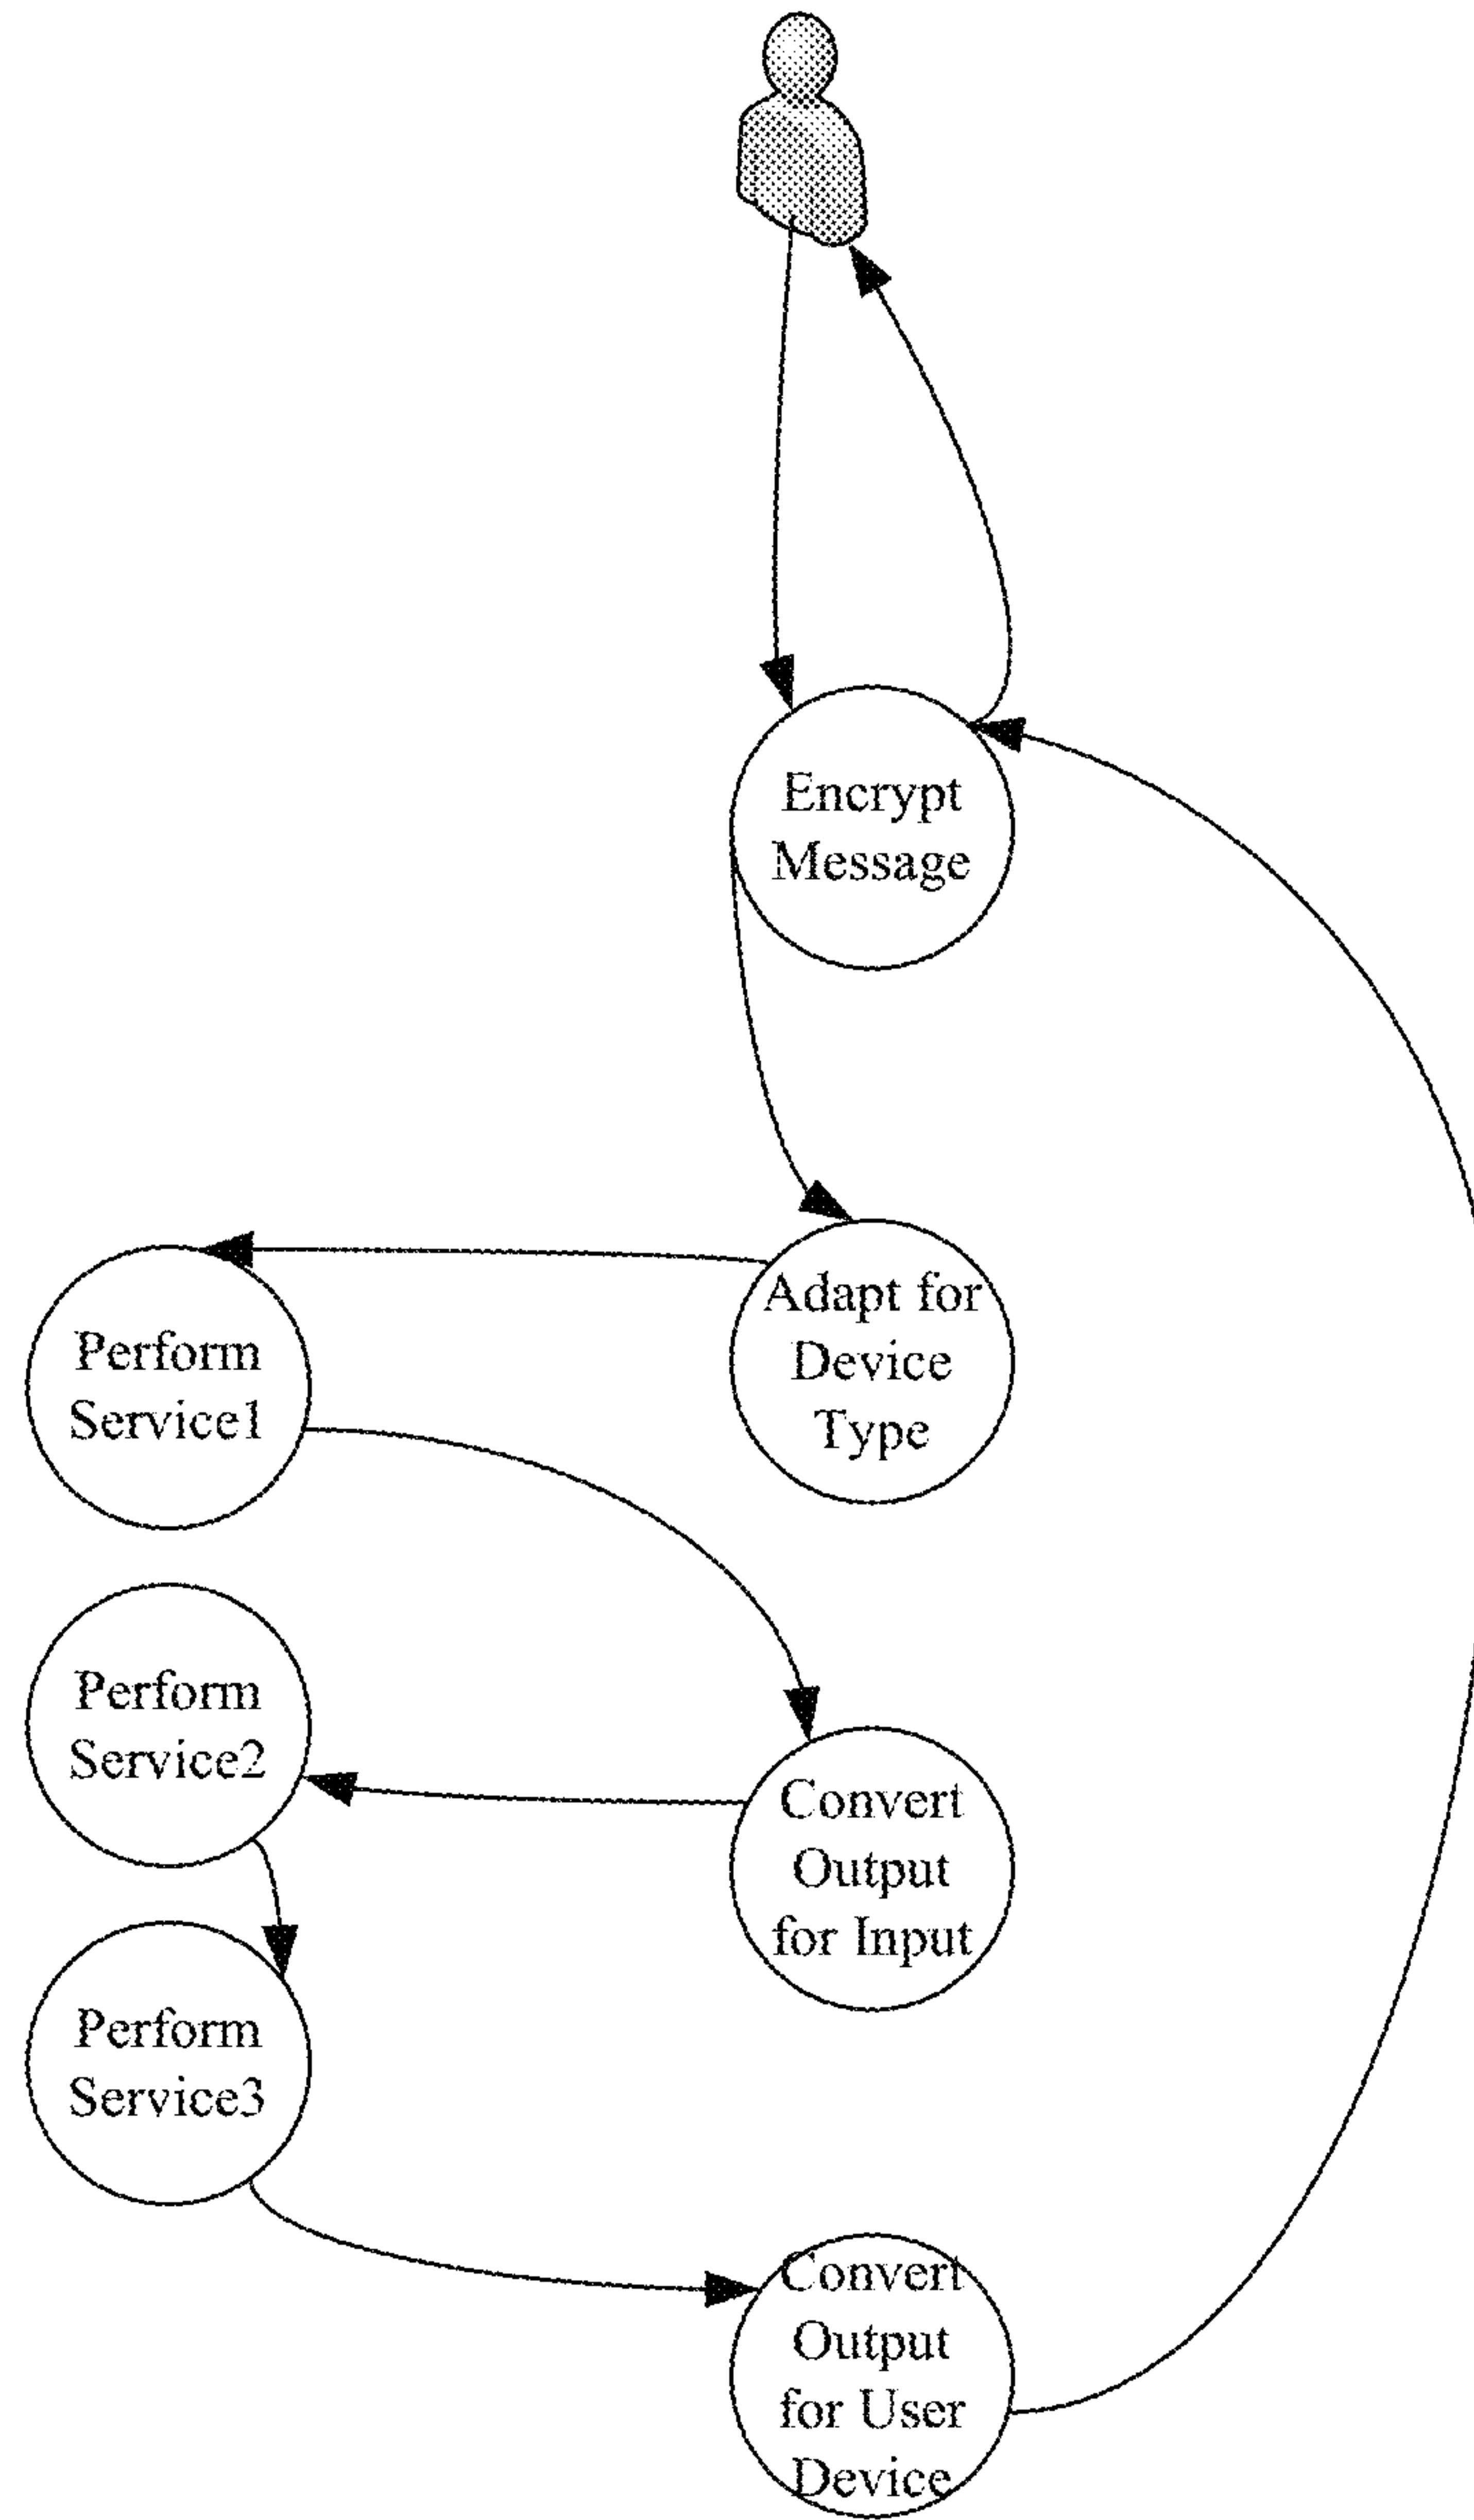 Encrypt
Message
Adapt for
Device
Type
Perform
Service1
Perform
Service2
Convert
Output
for Input
Perform
Service3
Convert
Output
for User
Device